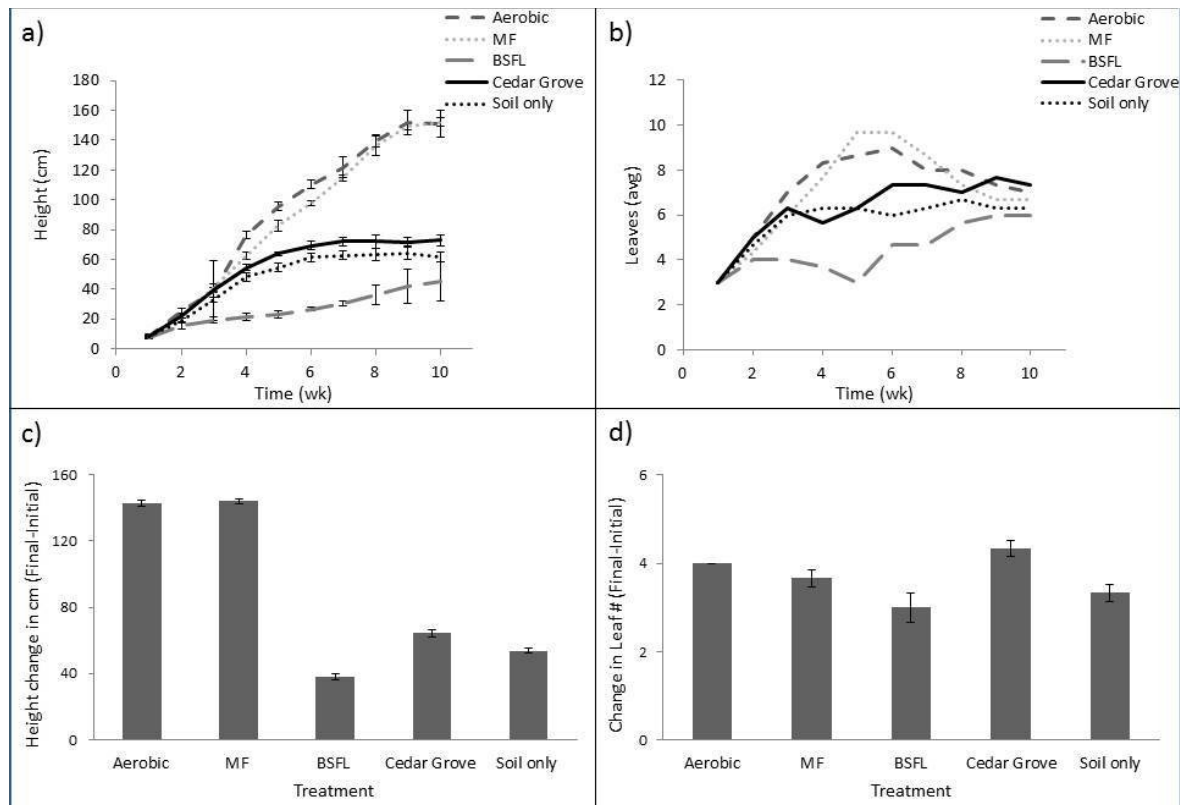 a)
Aerobic
MF
BSFL
Cedar Grove
Soil only
180
160
140
120
100
80
60
40
20
0
Height (cm)
0 2 4 6 8 10
Time (wk)
b)
Aerobic
MF
BSFL
Cedar Grove
Soil only
12
10
8
6
4
2
0
Leaves (avg)
0 2 4 6 8 10
Time (wk)
c)
160
120
80
40
0
Height change in cm (Final-Initial)
Aerobic MF BSFL Cedar Grove Soil only
Treatment
d)
6
4
2
0
Change in Leaf # (Final-Initial)
Aerobic MF BSFL Cedar Grove Soil only
Treatment